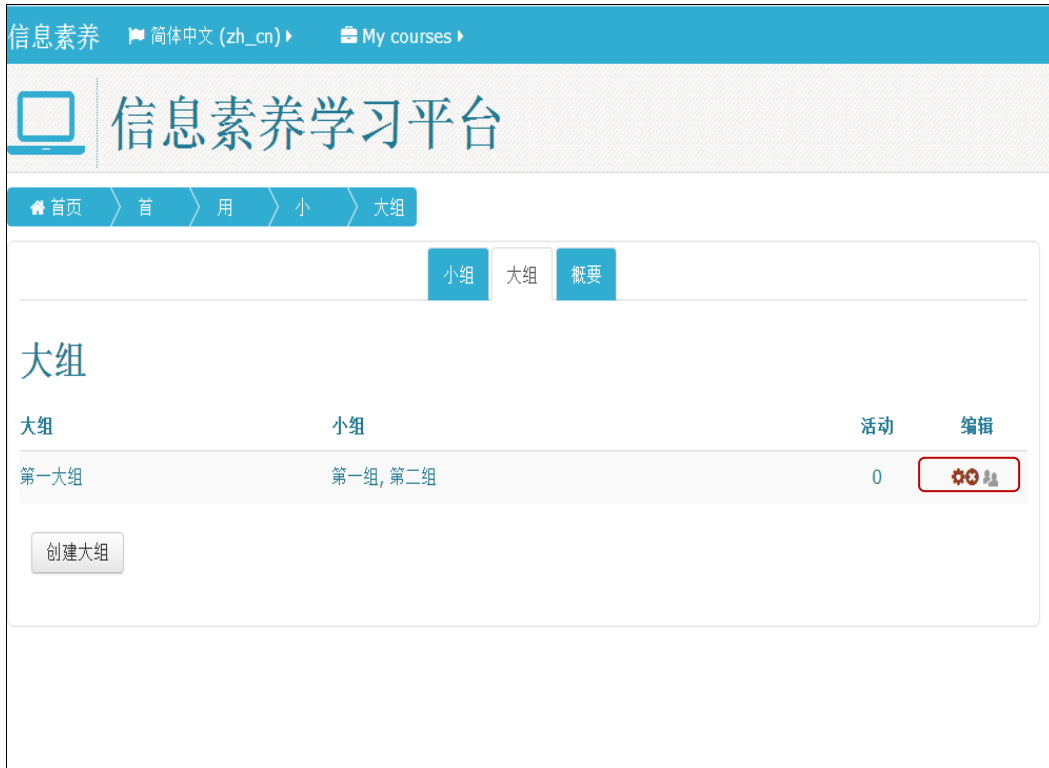 信息素养 简体中文 (zh_cn) My courses
信息素养学习平台
首页 首 用 小 大组
小组 大组 概要
大组
大组 小组 活动 编辑
第一大组 第一组, 第二组 0
创建大组